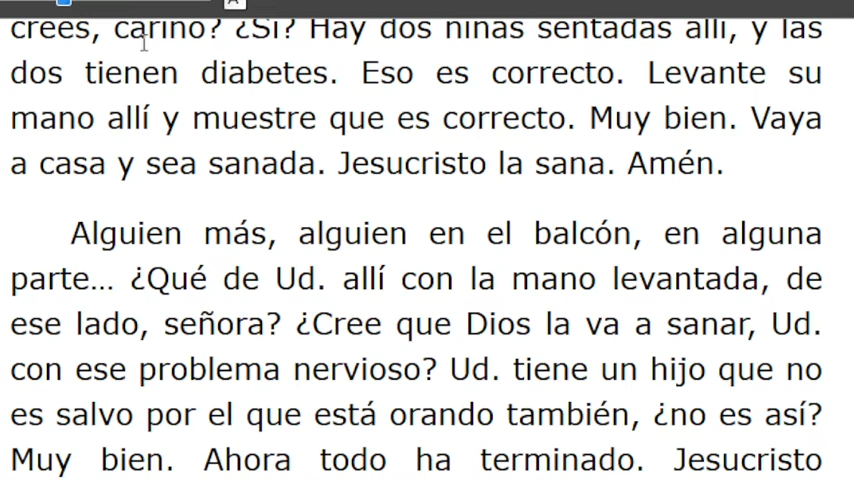 crees, cariño? ¿Sí? Hay dos niñas sentadas allí, y las
dos tienen diabetes. Eso es correcto. Levante su
mano allí y muestre que es correcto. Muy bien. Vaya
a casa y sea sanada. Jesucristo la sana. Amén.
Alguien más, alguien en el balcón, en alguna
parte... ¿Qué de Ud. allí con la mano levantada, de
ese lado, señora? ¿Cree que Dios la va a sanar, Ud.
con ese problema nervioso? Ud. tiene un hijo que no
es salvo por el que está orando también, ¿no es así?
Muy bien. Ahora todo ha terminado. Jesucristo